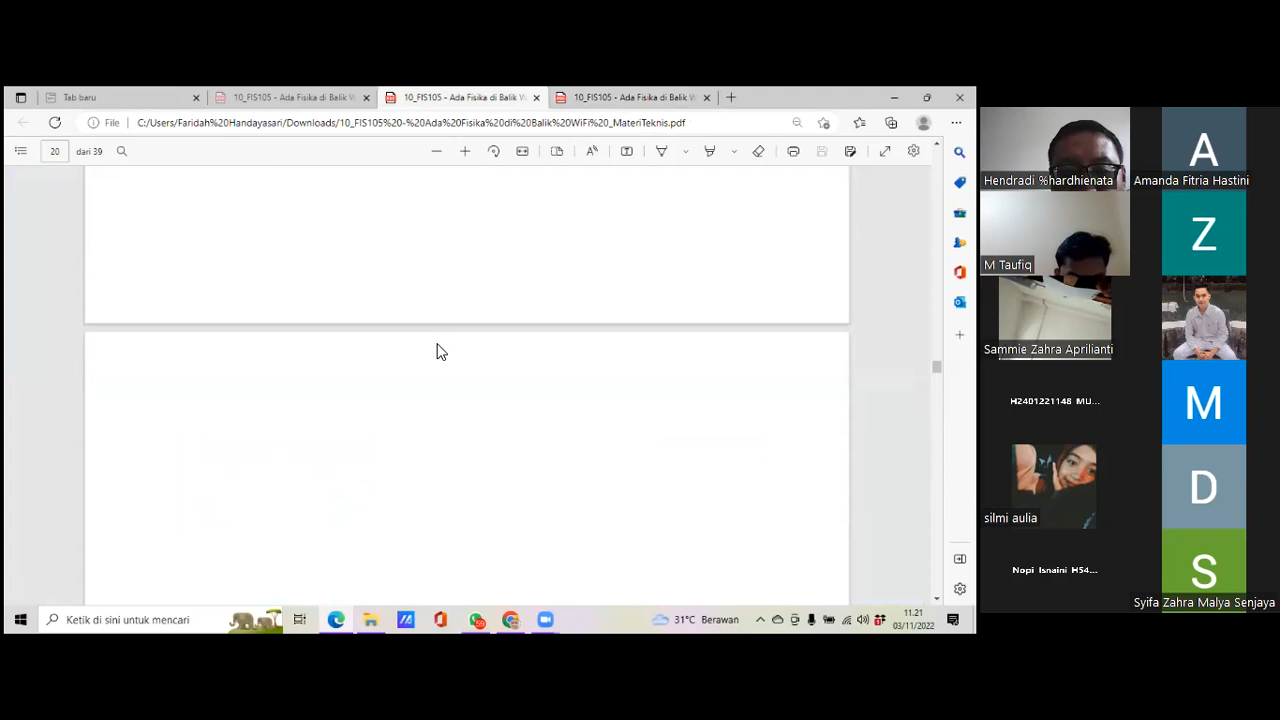 Tab baru
10_FIS105 - Ada Fisika di Balik W
10_FIS105 - Ada Fisika di Balik W
10_FIS105 - Ada Fisika di Balik W
File
C:/Users/Faridah%20Handayasari/Downloads/10_FIS105%20-%20Ada%20Fisika%20di%20Balik%20WiFi%20_MateriTeknis.pdf
20 dari 39
Hendradi %hardhienata
A
Amanda Fitria Hastini
M Taufiq
Z
Sammie Zahra Aprilianti
H2401221148 MU...
M
silmi aulia
D
Nopi Isnaini H54...
S
Syifa Zahra Malya Senjaya
Ketik di sini untuk mencari
59
31°C Berawan
11.21
03/11/2022